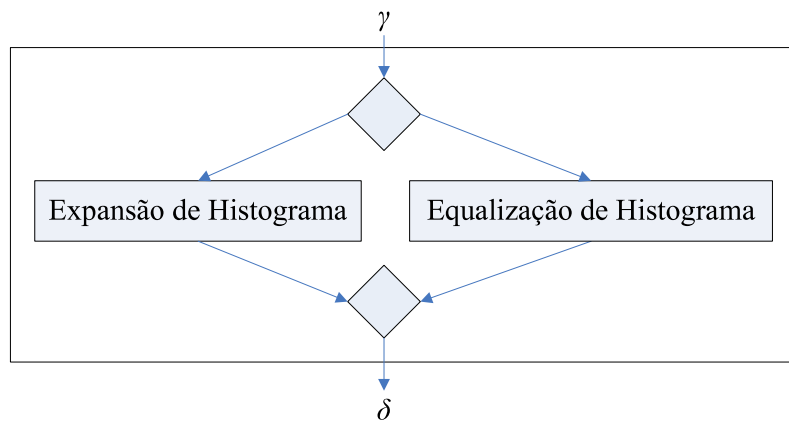 γ
Expansão de Histograma
Equalização de Histograma
δ